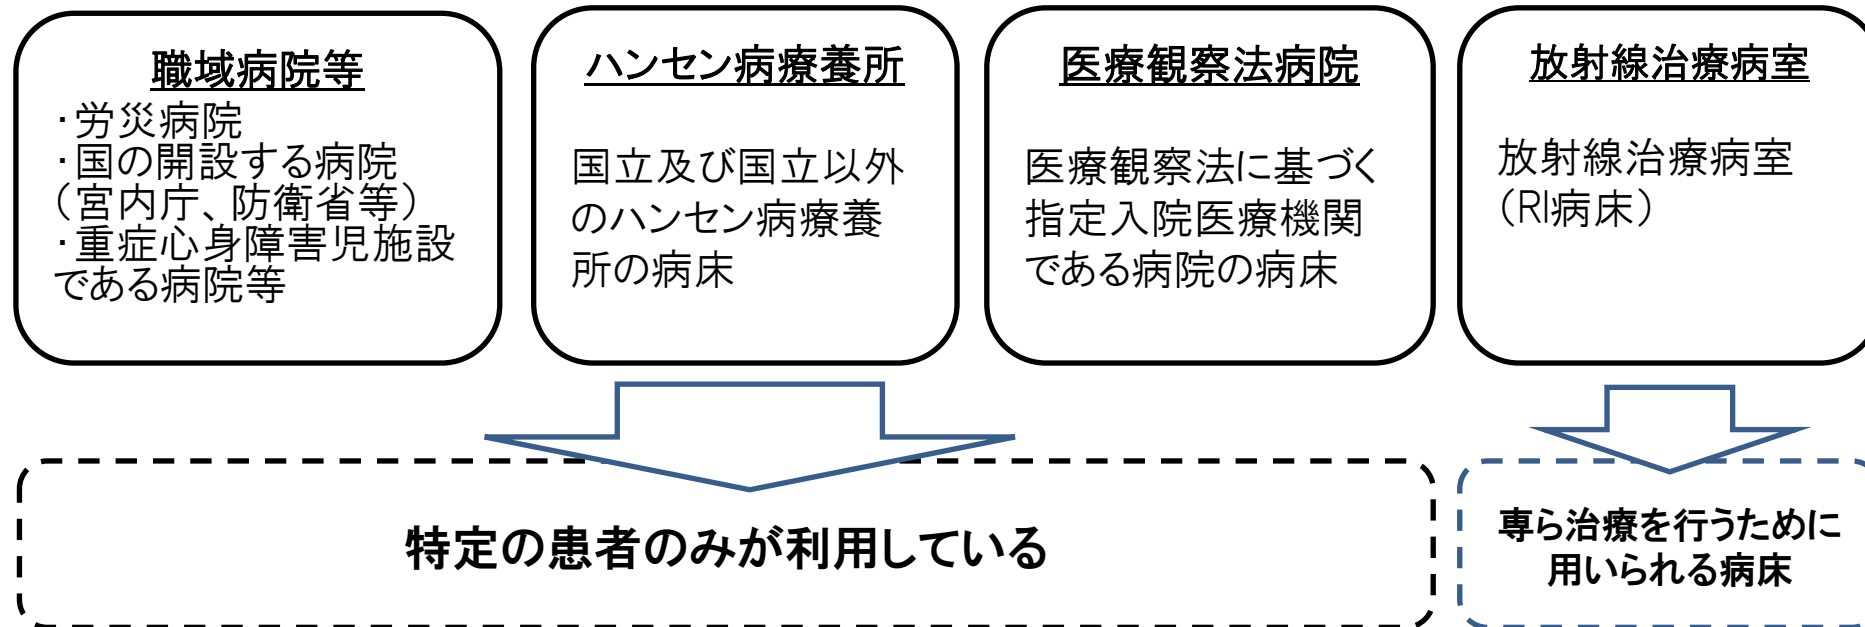 職域病院等
・労災病院
・国の開設する病院
（宮内庁、防衛省等）
・重症心身障害児施設
である病院等
ハンセン病療養所
国立及び国立以外
のハンセン病療養
所の病床
医療観察法病院
医療観察法に基づく
指定入院医療機関
である病院の病床
放射線治療病室
放射線治療病室
（RI病床）
特定の患者のみが利用している
専ら治療を行うために
用いられる病床